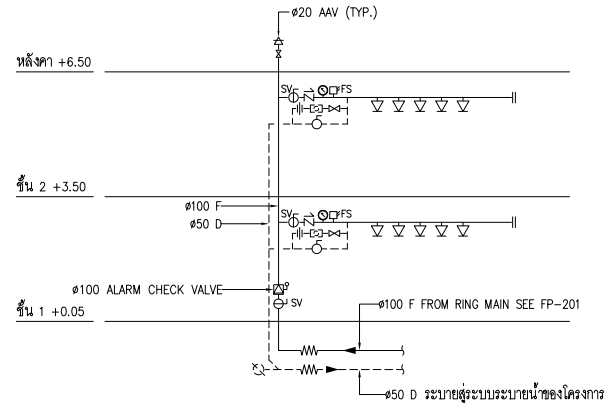 ø20 AAV (TYP.)
หลังคา +6.50
SV FS
ชั้น 2 +3.50
ø100 F
ø50 D
SV FS
ø100 ALARM CHECK VALVE
SV
ชั้น 1 +0.05
ø100 F FROM RING MAIN SEE FP-201
ø50 D ระบายสู่ระบบระบายน้ำของโครงการ